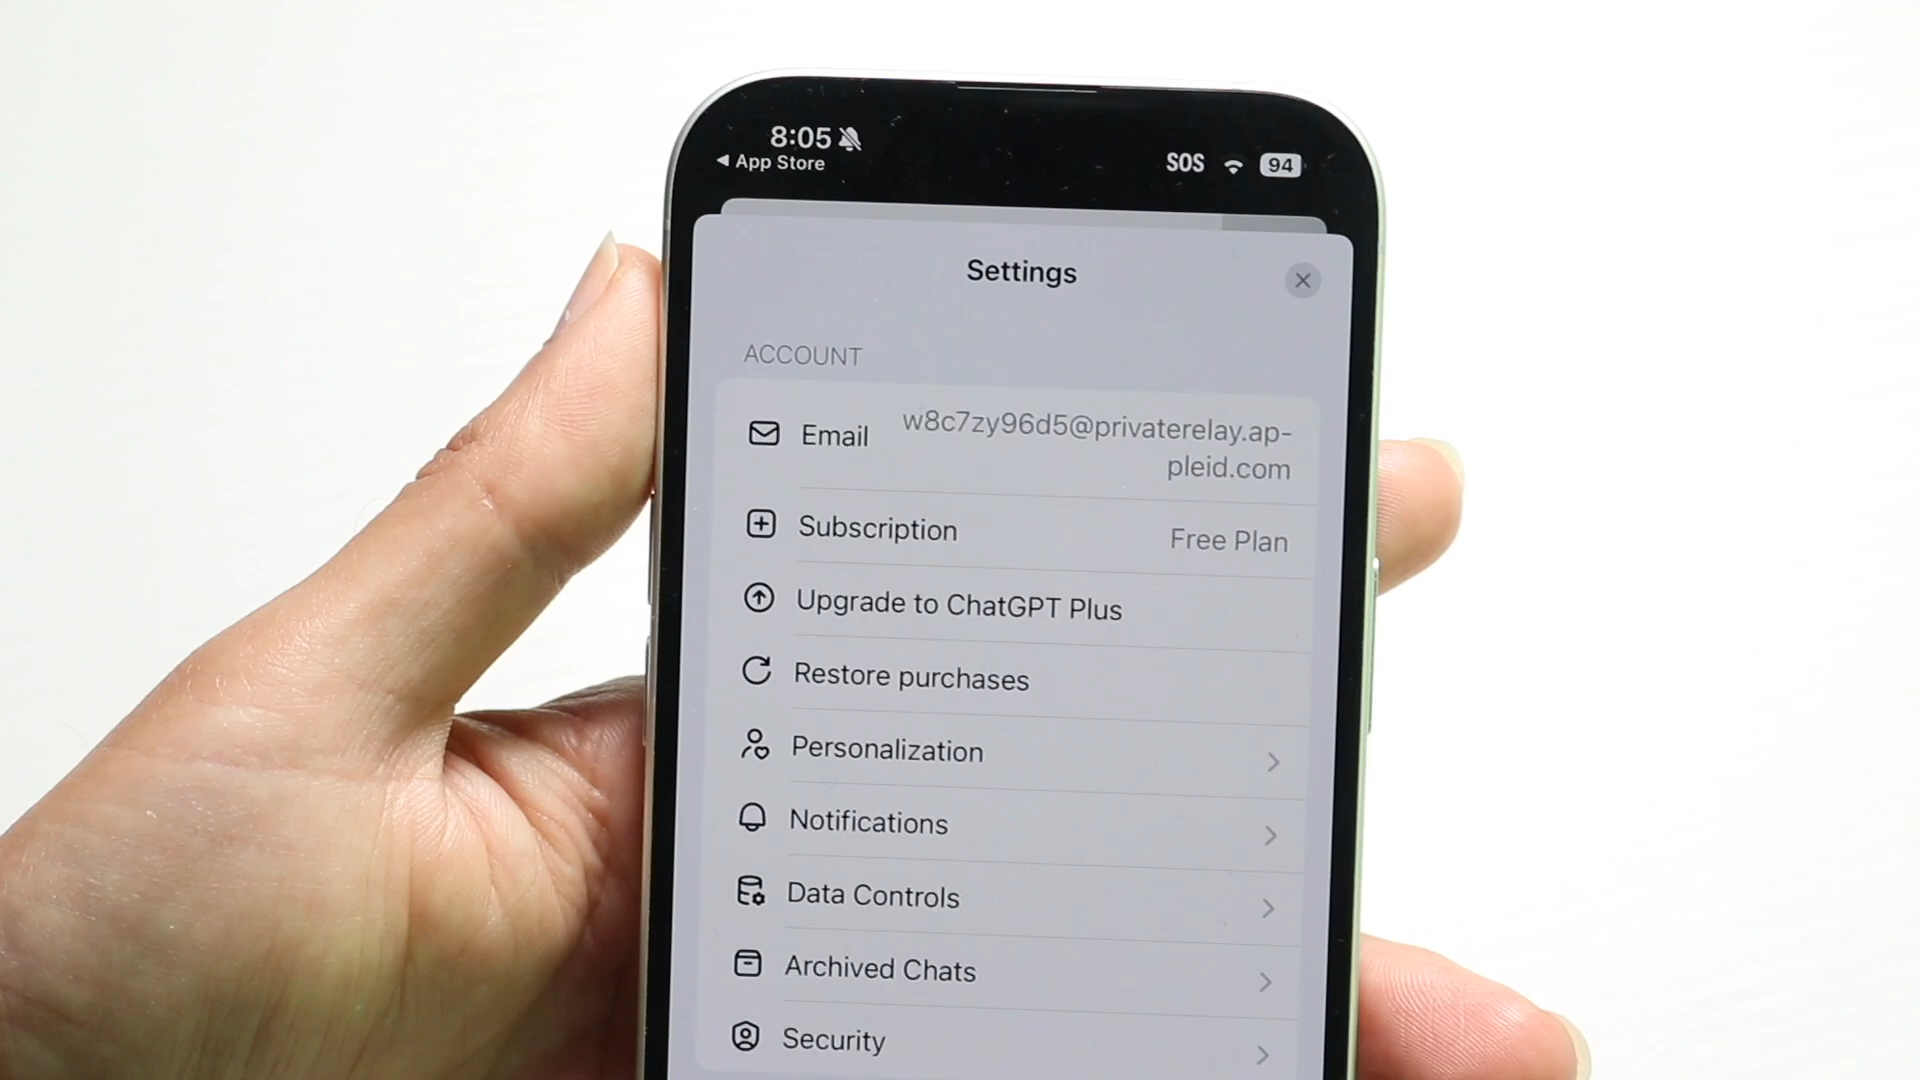 8:05
◀ App Store
SOS
94
Settings
ACCOUNT
Email
w8c7zy96d5@privaterelay.ap-
pleid.com
Subscription
Free Plan
Upgrade to ChatGPT Plus
Restore purchases
Personalization
Notifications
Data Controls
Archived Chats
Security